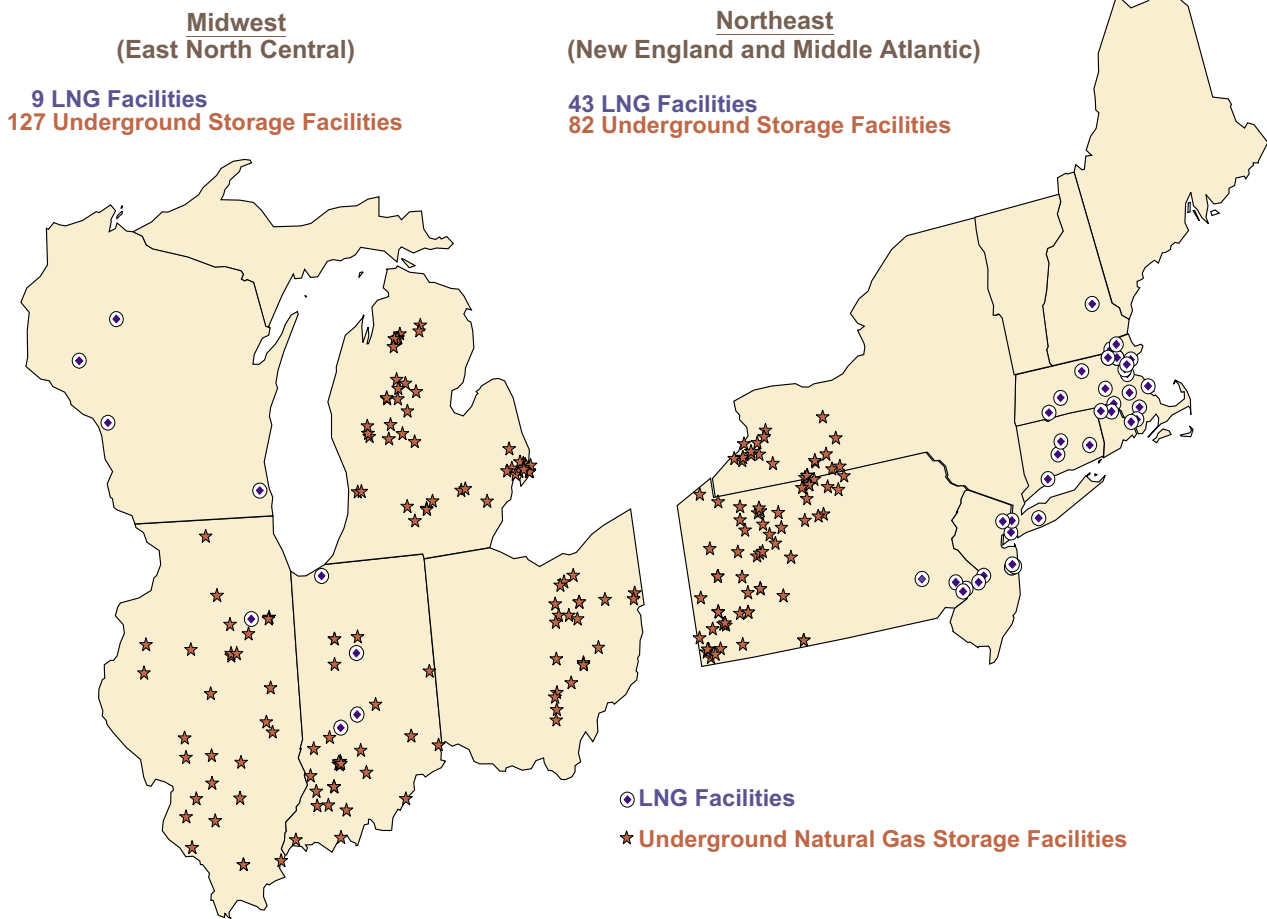 Midwest
(East North Central)
9 LNG Facilities
127 Underground Storage Facilities
Northeast
(New England and Middle Atlantic)
43 LNG Facilities
82 Underground Storage Facilities
LNG Facilities
Underground Natural Gas Storage Facilities